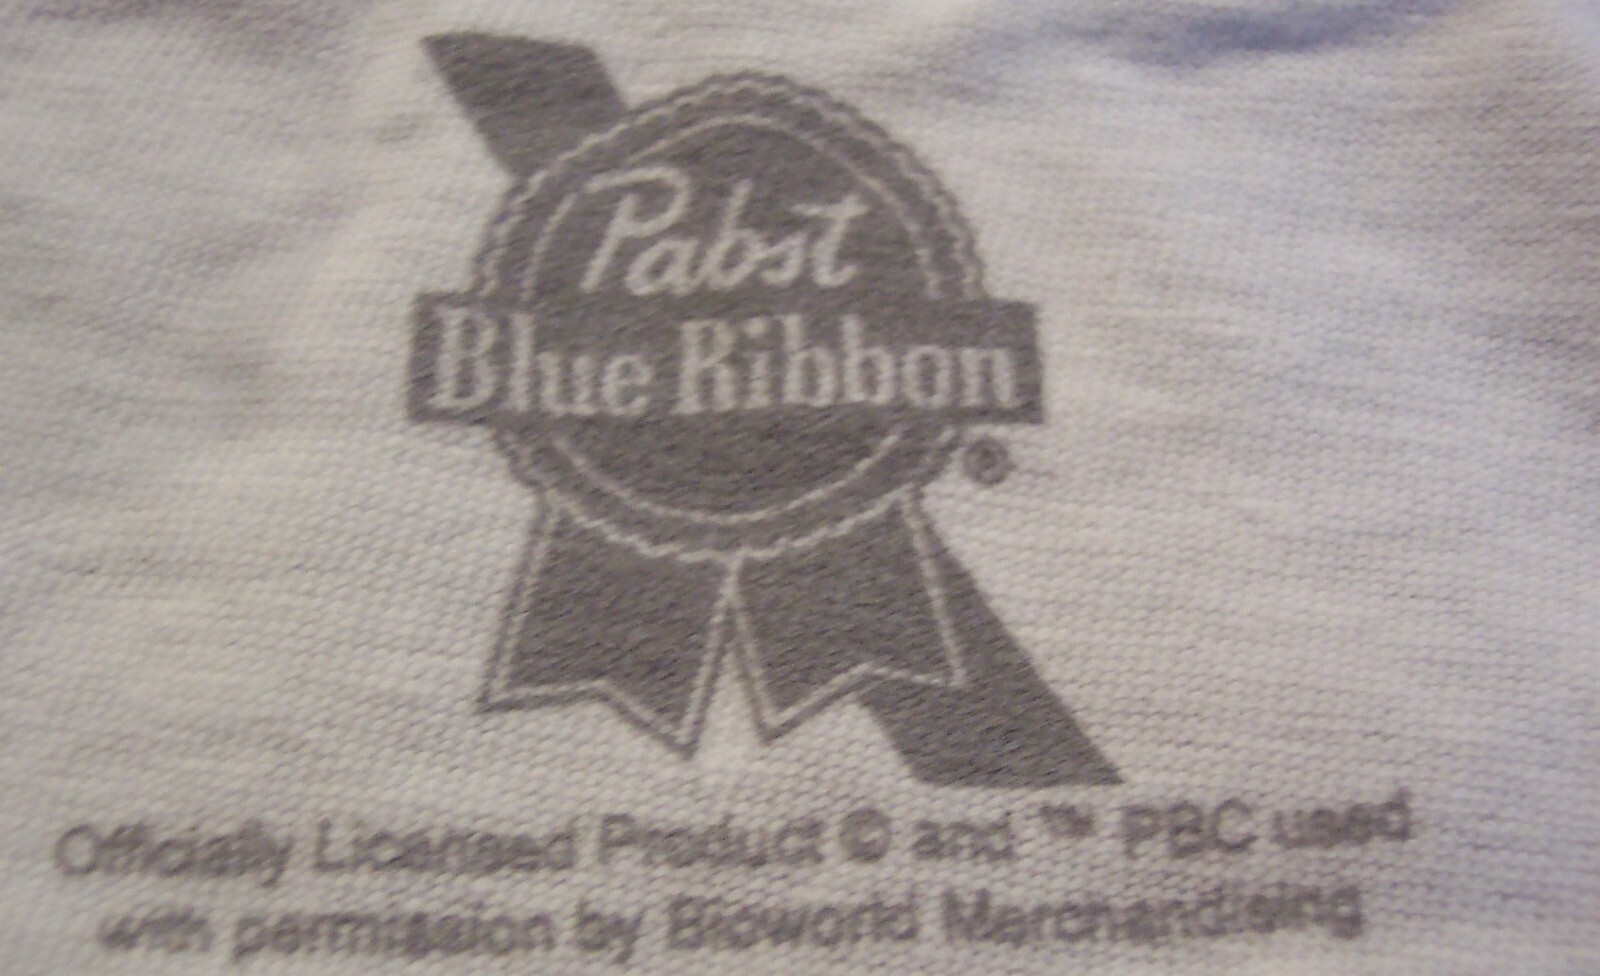 Pabst
Blue Ribbon
®
Officially Licensed Product © and ™ PBC used
with permission by Bioworld Merchandising